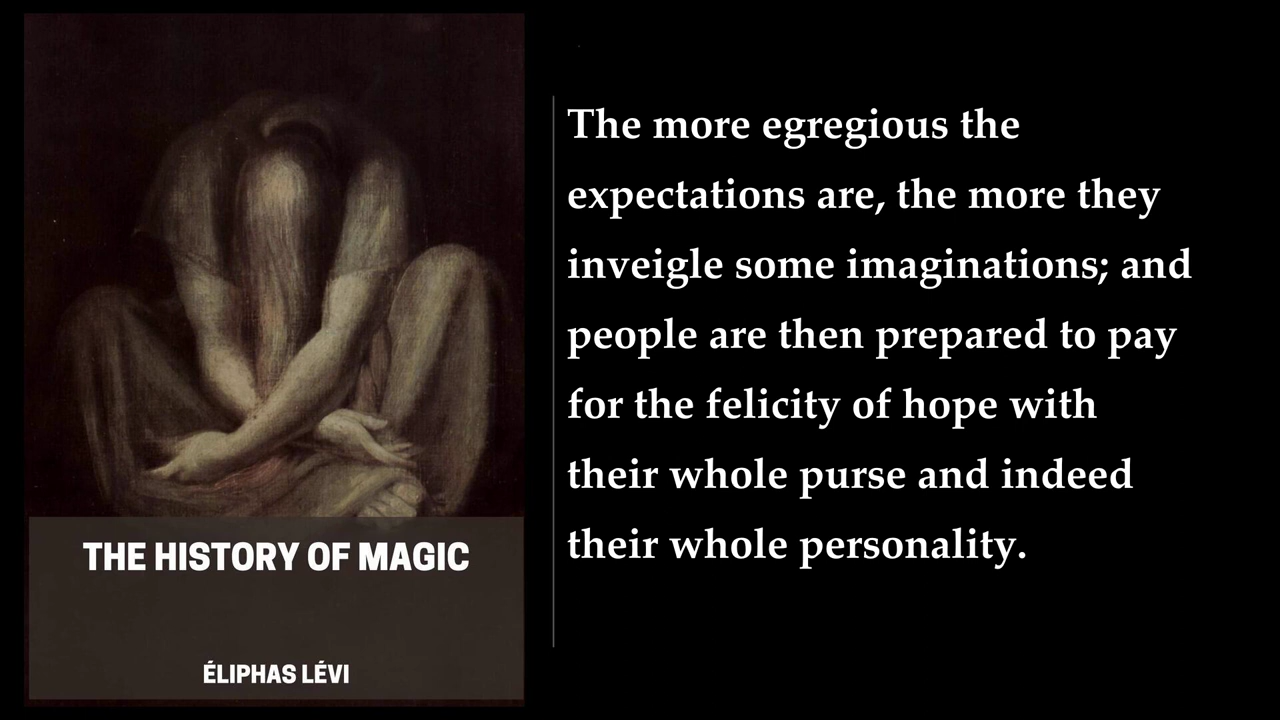 THE HISTORY OF MAGIC
ÉLIPHAS LÉVI
The more egregious the
expectations are, the more they
inveigle some imaginations; and
people are then prepared to pay
for the felicity of hope with
their whole purse and indeed
their whole personality.